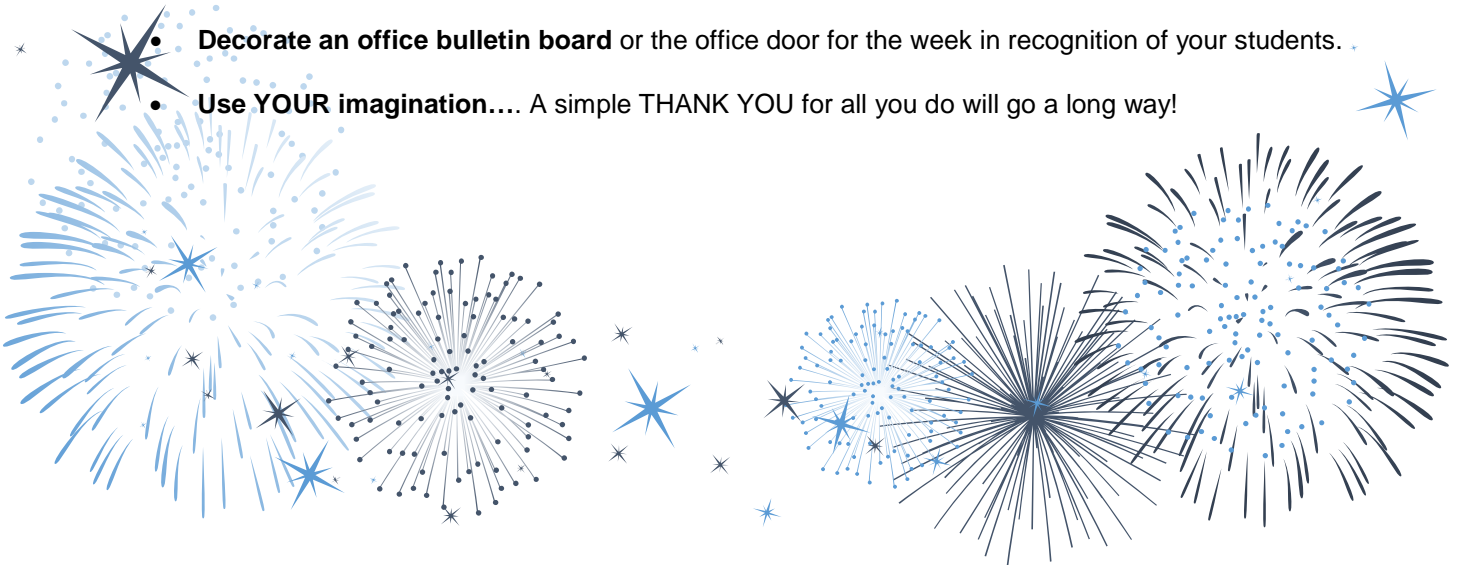 • Decorate an office bulletin board or the office door for the week in recognition of your students.
• Use YOUR imagination…. A simple THANK YOU for all you do will go a long way!